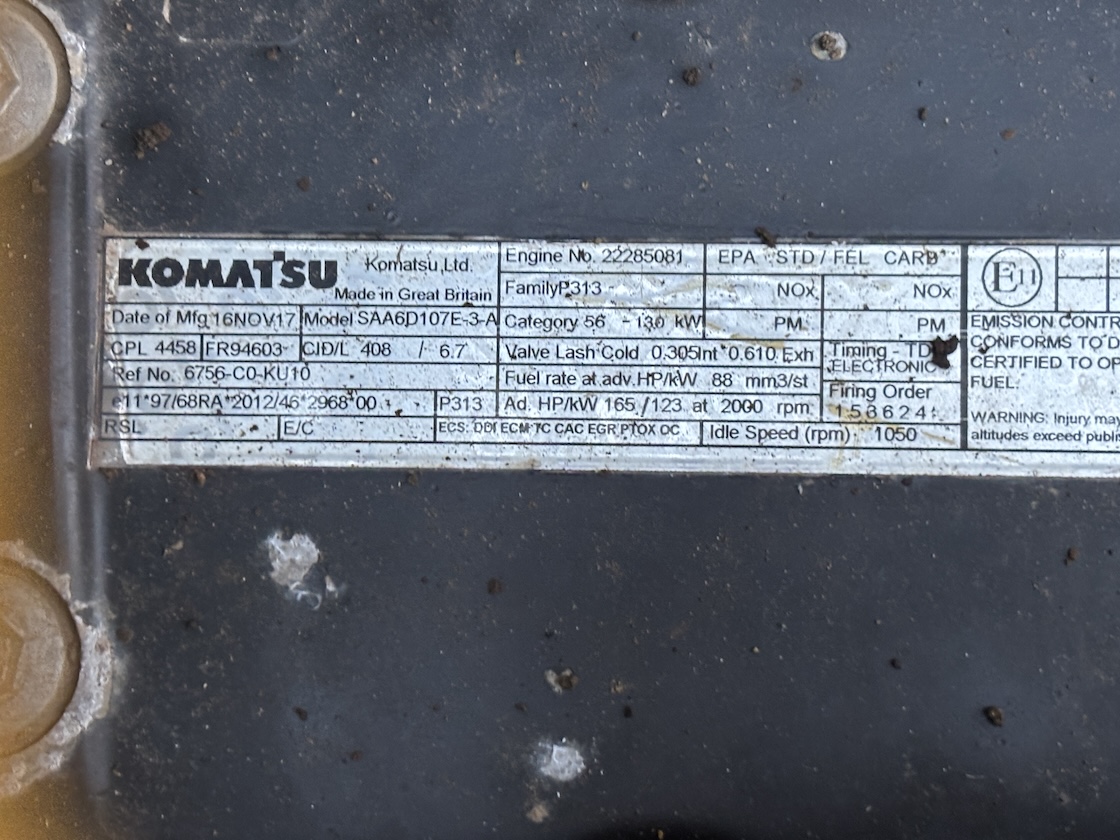 KOMATSU Komatsu Ltd.
Made in Great Britain
Date of Mfg 16NOV17 Model SAA6D107E-3-A
CPL 4458 FR94603 CID/L 408 / 6.7
Ref No. 6756-C0-KU10
e11*97/68RA*2012/46*2968*00 P313
RSL E/C ECS: DDI ECM TC CAC EGR PTOX OC
Engine No. 22285081
Family P313
Category 56 - 130 kW
Valve Lash Cold 0.305 Int 0.610 Exh
Fuel rate at adv. HP/kW 88 mm3/st
Ad. HP/kW 165 / 123 at 2000 rpm
Idle Speed (rpm) 1050
EPA STD / FEL CARB
NOx NOx
PM PM
Timing - TD
ELECTRONIC
Firing Order
153624
E11
EMISSION CONTR
CONFORMS TO D
CERTIFIED TO OP
FUEL:
WARNING: Injury may
altitudes exceed publi